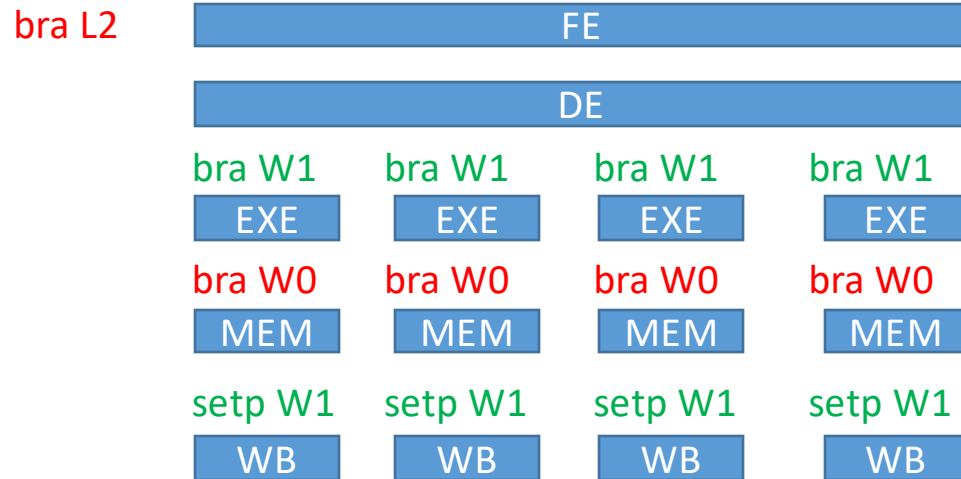 bra L2 FE
DE
bra W1 bra W1 bra W1 bra W1
EXE EXE EXE EXE
bra W0 bra W0 bra W0 bra W0
MEM MEM MEM MEM
setp W1 setp W1 setp W1 setp W1
WB WB WB WB